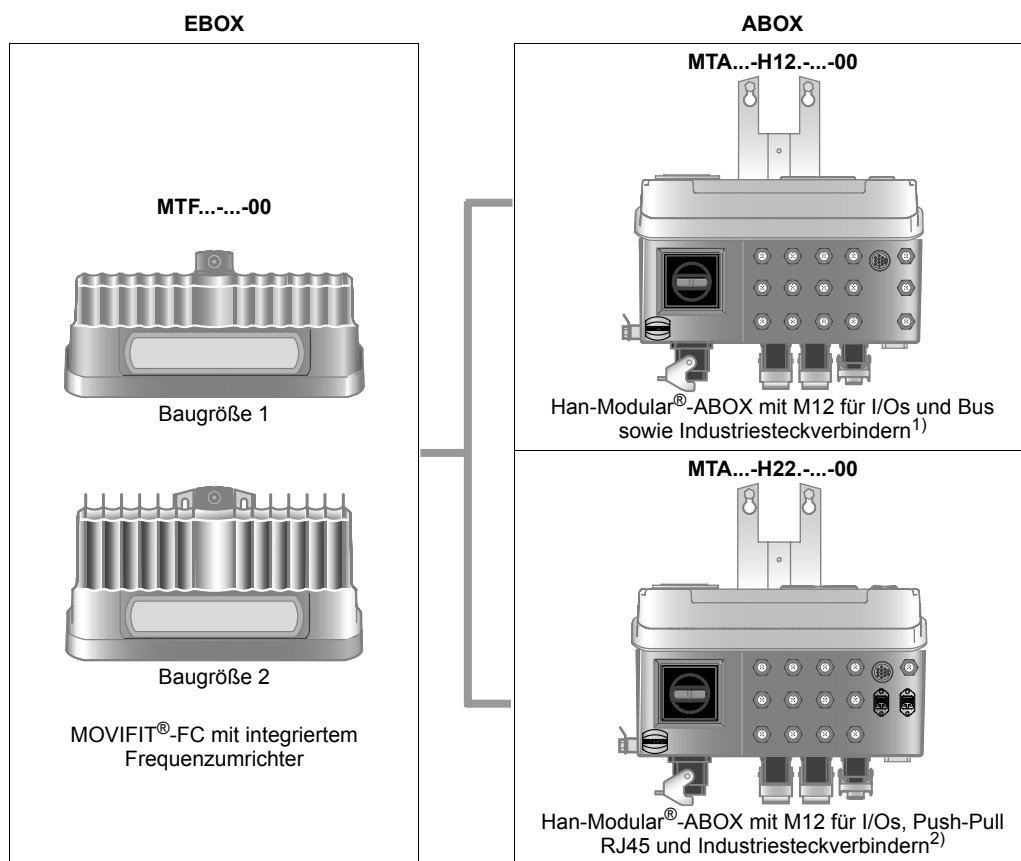 EBOX
ABOX
MTF...-...-00
Baugröße 1
Baugröße 2
MOVIFIT®-FC mit integriertem
Frequenzumrichter
MTA...-H12.-...-00
Han-Modular®-ABOX mit M12 für I/Os und Bus
sowie Industriesteckverbindern1)
MTA...-H22.-...-00
Han-Modular®-ABOX mit M12 für I/Os, Push-Pull
RJ45 und Industriesteckverbindern2)